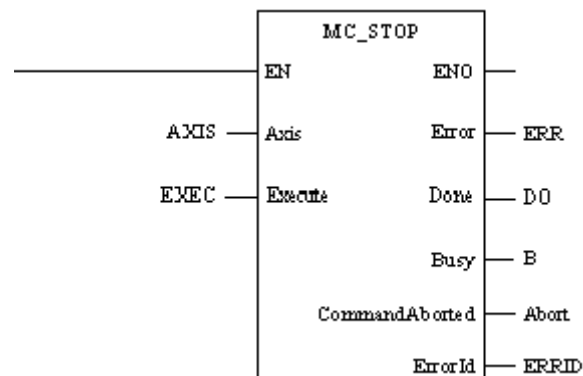 MC_STOP
EN ENO
AXIS Axis Error ERR
EXEC Execute Done DO
Busy B
CommandAborted Abort
ErrorId ERRID